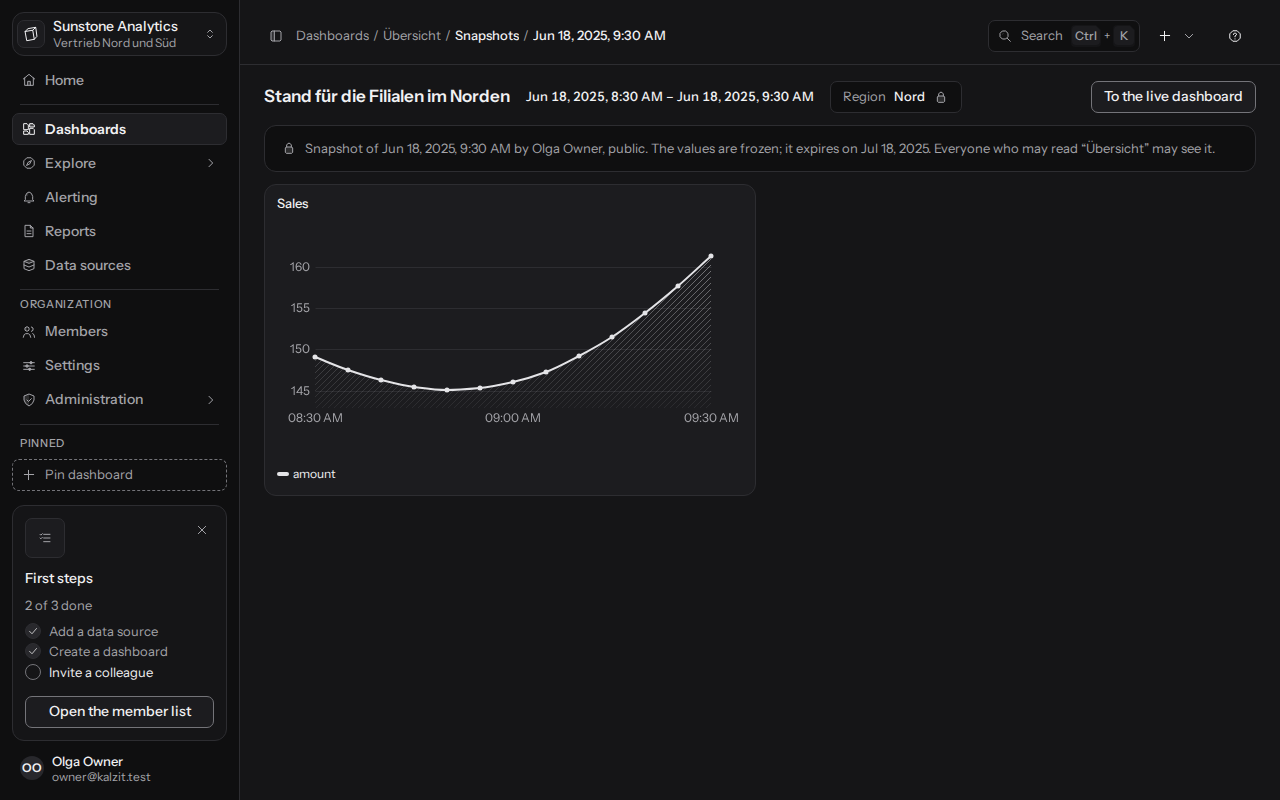 Sunstone Analytics
Vertrieb Nord und Süd
Home
Dashboards
Explore
Alerting
Reports
Data sources
ORGANIZATION
Members
Settings
Administration
PINNED
Pin dashboard
First steps
2 of 3 done
Add a data source
Create a dashboard
Invite a colleague
Open the member list
OO
Olga Owner
owner@kalzit.test
Dashboards / Übersicht / Snapshots / Jun 18, 2025, 9:30 AM
Search Ctrl + K
Stand für die Filialen im Norden
Jun 18, 2025, 8:30 AM – Jun 18, 2025, 9:30 AM
Region Nord
To the live dashboard
Snapshot of Jun 18, 2025, 9:30 AM by Olga Owner, public. The values are frozen; it expires on Jul 18, 2025. Everyone who may read “Übersicht” may see it.
Sales
160
155
150
145
08:30 AM 09:00 AM 09:30 AM
amount